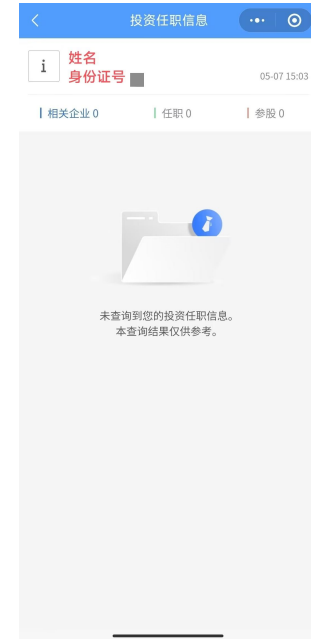 投资任职信息
姓名
身份证号
05-07 15:03
相关企业 0
任职 0
参股 0
未查询到您的投资任职信息。
本查询结果仅供参考。